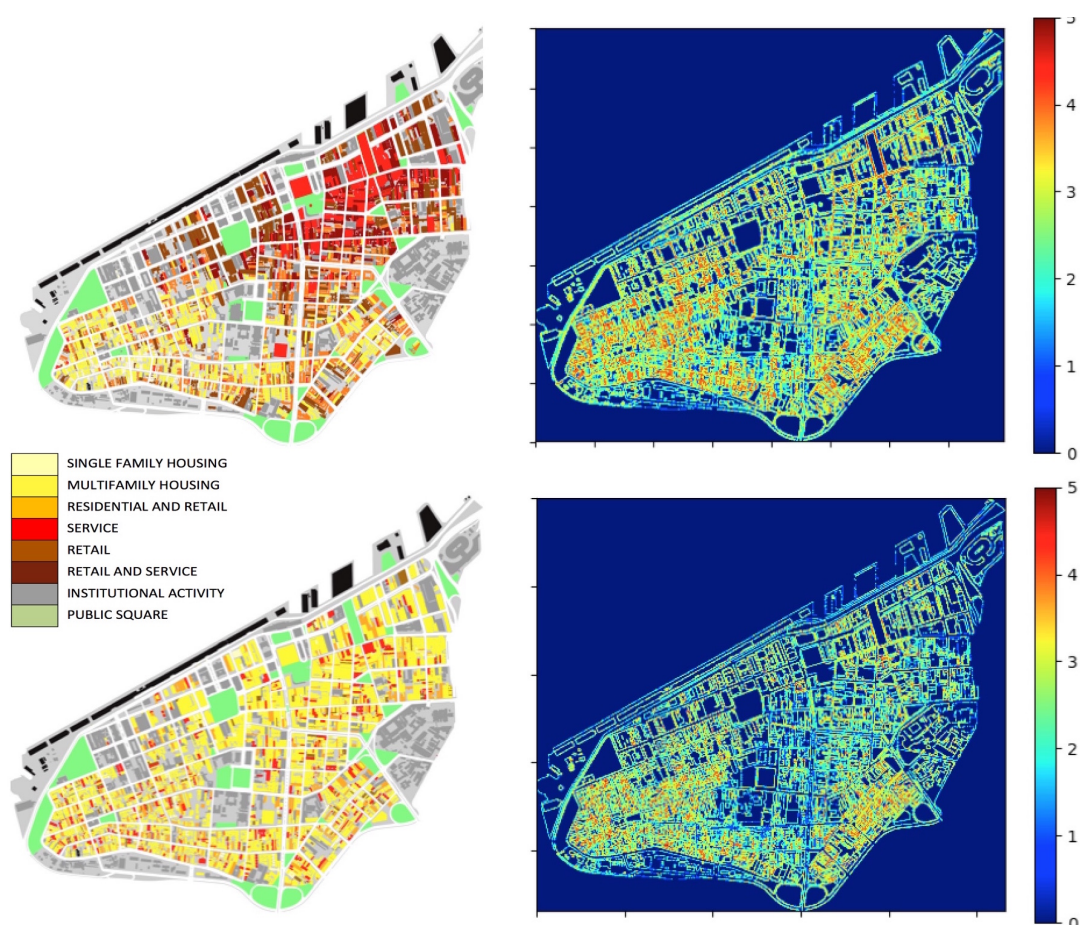 5
4
3
2
1
0
SINGLE FAMILY HOUSING
MULTIFAMILY HOUSING
RESIDENTIAL AND RETAIL
SERVICE
RETAIL
RETAIL AND SERVICE
INSTITUTIONAL ACTIVITY
PUBLIC SQUARE
5
4
3
2
1
0